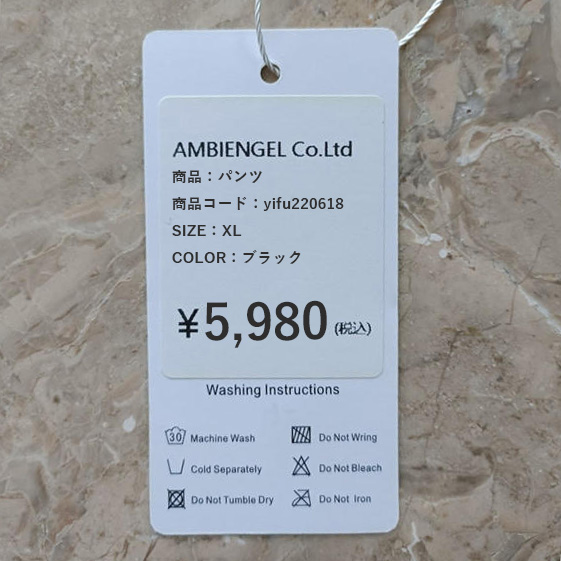 AMBIENGEL Co.Ltd
商品：パンツ
商品コード：yifu220618
SIZE：XL
COLOR：ブラック
¥5,980 (税込)
Washing Instructions
30 Machine Wash Do Not Wring
Cold Separately Do Not Bleach
Do Not Tumble Dry Do Not Iron